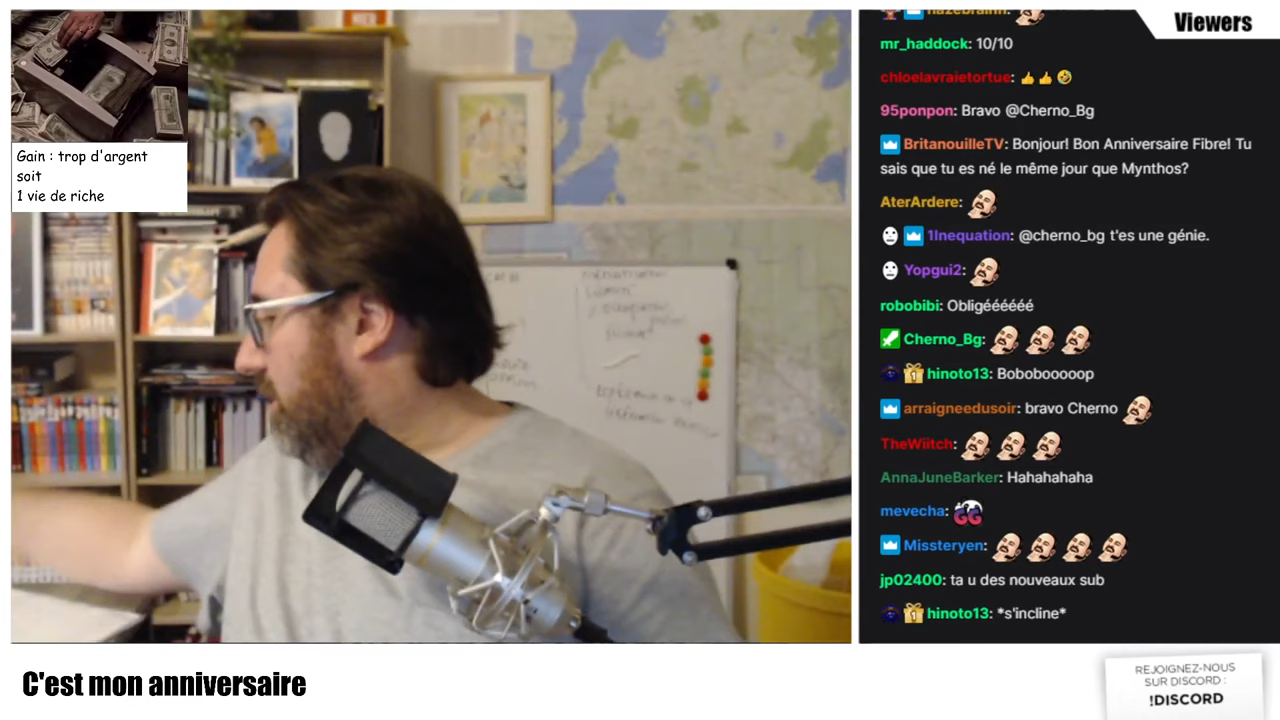 Gain : trop d'argent
soit
1 vie de riche
C'est mon anniversaire
Viewers
hazebrainn:
mr_haddock: 10/10
chloelavraietortue: 👍👍🤣
95ponpon: Bravo @Cherno_Bg
BritanouilleTV: Bonjour! Bon Anniversaire Fibre! Tu
sais que tu es né le même jour que Mynthos?
AterArdere:
1Inequation: @cherno_bg t'es une génie.
Yopgui2:
robobibi: Obligéééééé
Cherno_Bg:
hinoto13: Boboboooop
arraigneedusoir: bravo Cherno
TheWiitch:
AnnaJuneBarker: Hahahahaha
mevecha: GG
Missteryen:
jp02400: ta u des nouveaux sub
hinoto13: *s'incline*
REJOIGNEZ-NOUS
SUR DISCORD :
!DISCORD